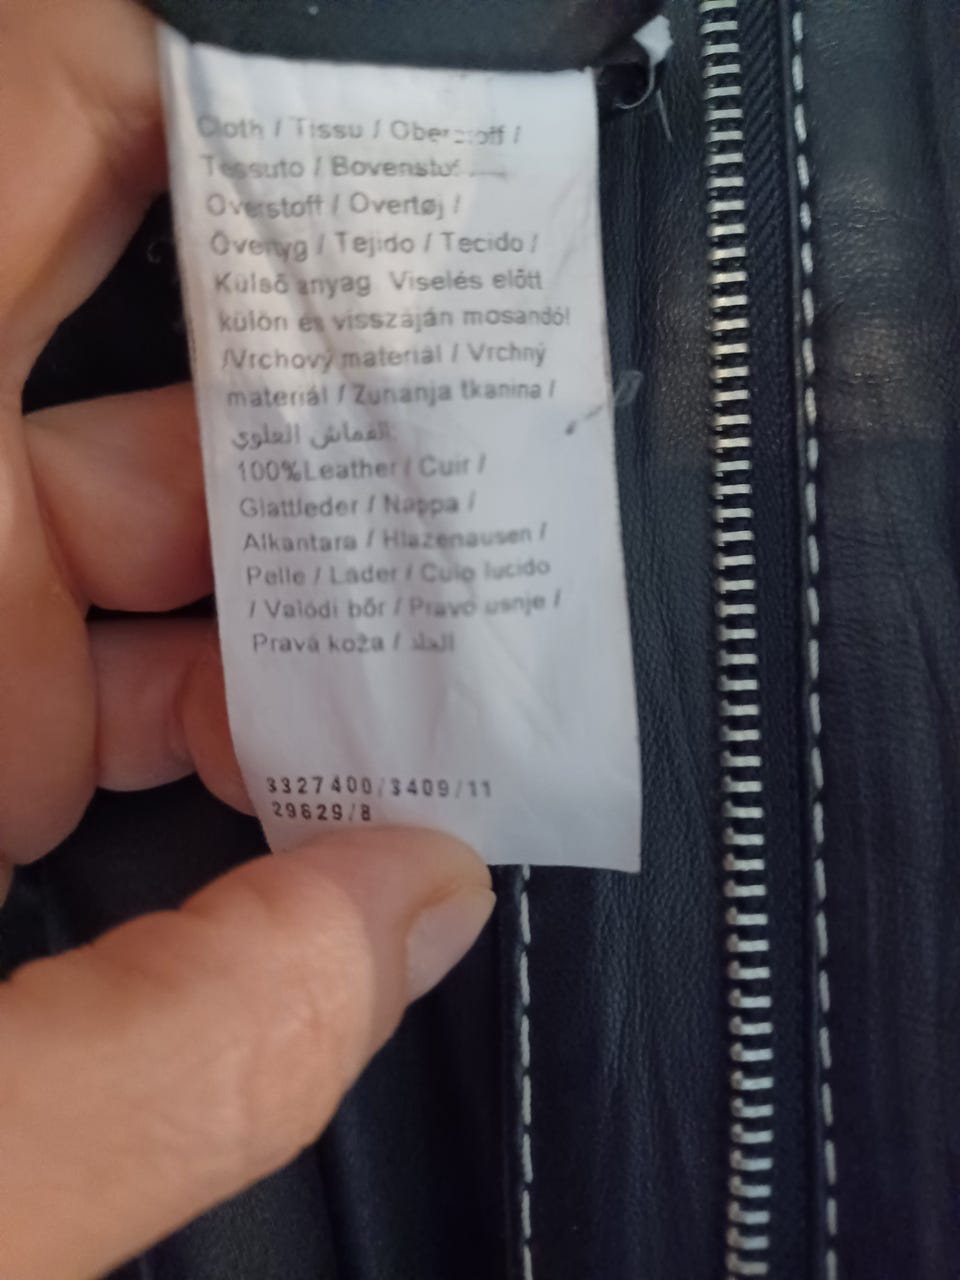 Cloth / Tissu / Oberstoff /
Tessuto / Bovenstof
Overstoff / Overtøj /
Övertyg / Tejido / Tecido /
Külső anyag Viselés előtt
külön és visszáján mosandó!
/Vrchový materiál / Vrchný
materiál / Zunanja tkanina /
القماش العلوي
100%Leather / Cuir /
Glattleder / Nappa /
Alkantara / Hlazenausen /
Pelle / Läder / Cuio lucido
/ Valódi bőr / Pravo usnje /
Pravá koža / الجلد
3327400/3409/11
29629/8